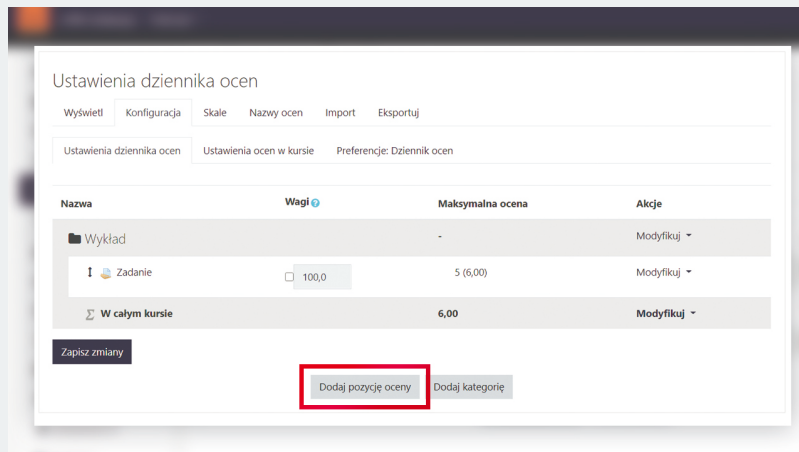 Ustawienia dziennika ocen
Wyświetl Konfiguracja Skale Nazwy ocen Import Eksportuj
Ustawienia dziennika ocen Ustawienia ocen w kursie Preferencje: Dziennik ocen
Nazwa Wagi ? Maksymalna ocena Akcje
Wykład - Modyfikuj
Zadanie 100,0 5 (6,00) Modyfikuj
∑ W całym kursie 6,00 Modyfikuj
Zapisz zmiany
Dodaj pozycję oceny Dodaj kategorię